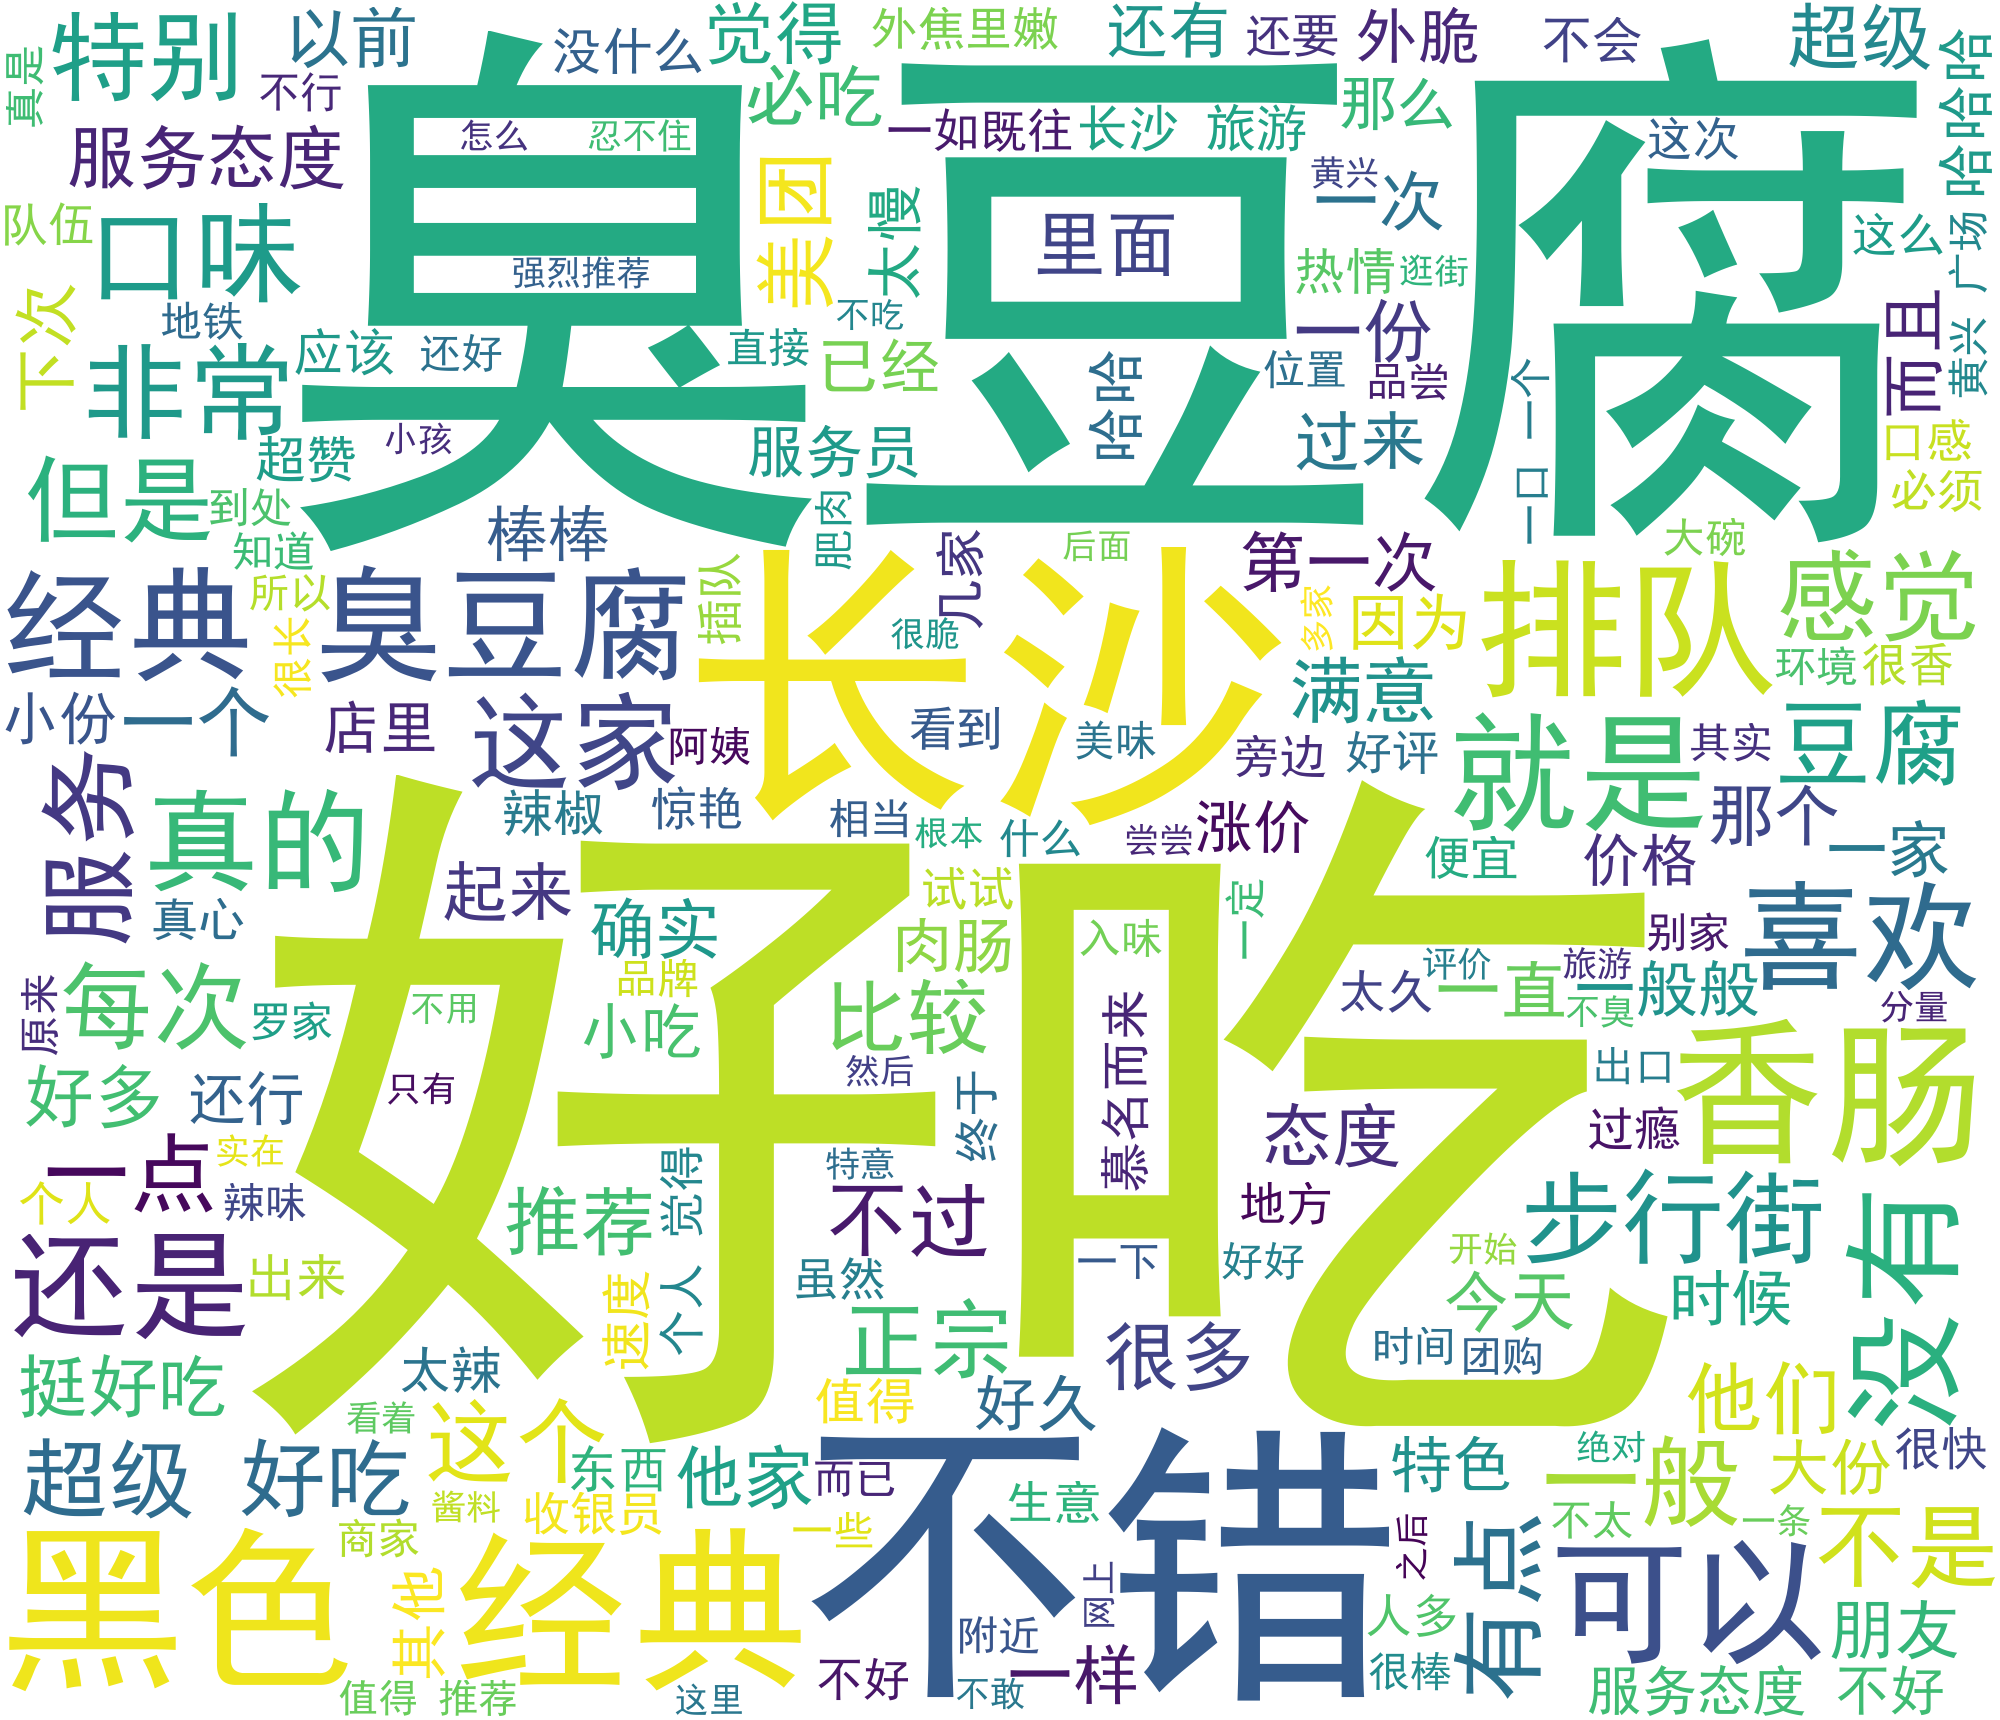 臭豆腐
好吃
长沙
不错
黑色 经典
特别
以前
没什么
觉得
外焦里嫩
还有
还要
外脆
不会
超级
哈哈哈
真是
不行
必吃
那么
服务态度
怎么
忍不住
一如既往
长沙 旅游
这次
黄兴
一次
队伍
口味
美团
太慢
里面
这么
黄兴 广场
强烈推荐
热情
逛街
下次
地铁
不吃
一份
而且
应该
还好
直接
已经
位置
品尝
一口 一个
非常
哈哈
过来
口感
超赞
小孩
服务员
但是
到处
必须
棒棒
肥肉
几家
后面
第一次
大碗
知道
排队
感觉
经典 臭豆腐
所以
插队
很脆
多家
因为
很长
环境
很香
小份
一个
店里
这家
阿姨
看到
美味
满意
旁边
好评
就是
其实
豆腐
服务
真的
辣椒
惊艳
相当
根本
什么
尝尝
涨价
那个
一家
便宜
价格
起来
试试
一定
喜欢
真心
确实
肉肠
入味
别家
原来
每次
品牌
太久
评价
旅游
一直
一般般
罗家
不用
小吃
比较
慕名而来
不臭
分量
好多
还行
只有
然后
终于
出口
香肠
态度
过瘾
一点
实在
特意
个人
辣味
推荐
觉得
不过
地方
步行街
没有
还是
出来
一下
好好
开始
速度
个人
虽然
今天
时候
正宗
很多
时间
团购
挺好吃
太辣
值得
好久
他们
看着
这个
超级 好吃
东西
他家
而已
特色
绝对
一般
大份
很快
酱料
收银员
生意
商家
一些
不太
一条
不是
其他
之后
有点
可以
网上
人多
朋友
附近
值得 推荐
这里
不好
不敢
一样
很棒
服务态度 不好